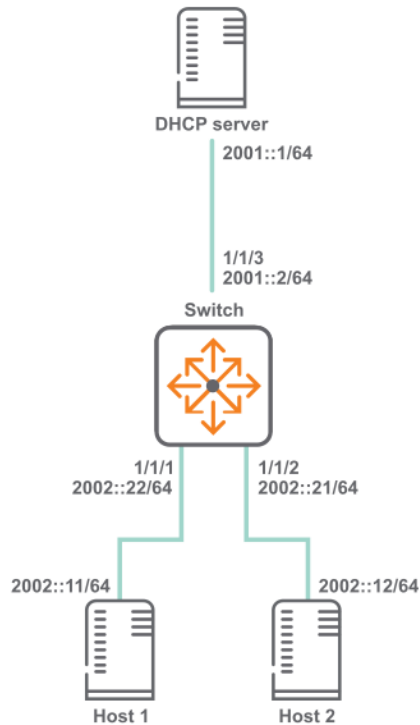 DHCP server
2001::1/64
1/1/3
2001::2/64
Switch
1/1/1
2002::22/64
1/1/2
2002::21/64
2002::11/64
2002::12/64
Host 1
Host 2